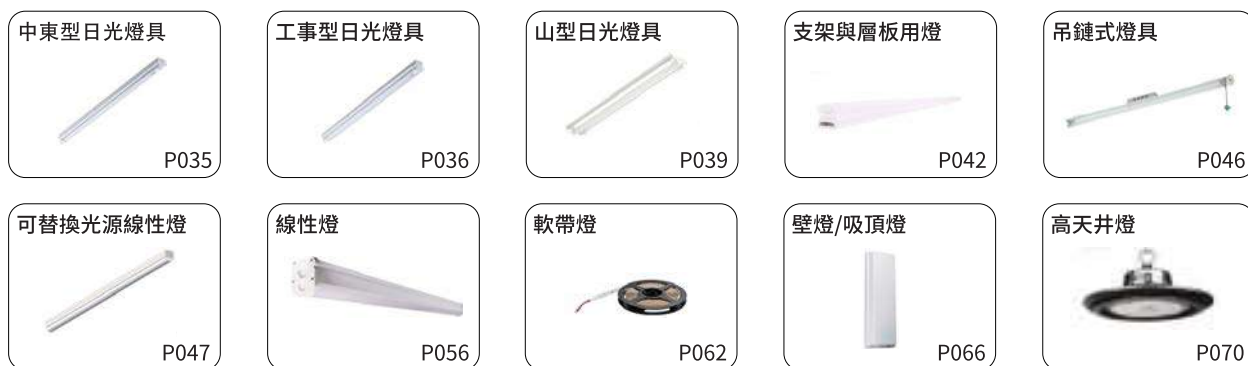 中東型日光燈具
P035
工事型日光燈具
P036
山型日光燈具
P039
支架與層板用燈
P042
吊鏈式燈具
P046
可替換光源線性燈
P047
線性燈
P056
軟帶燈
P062
壁燈/吸頂燈
P066
高天井燈
P070